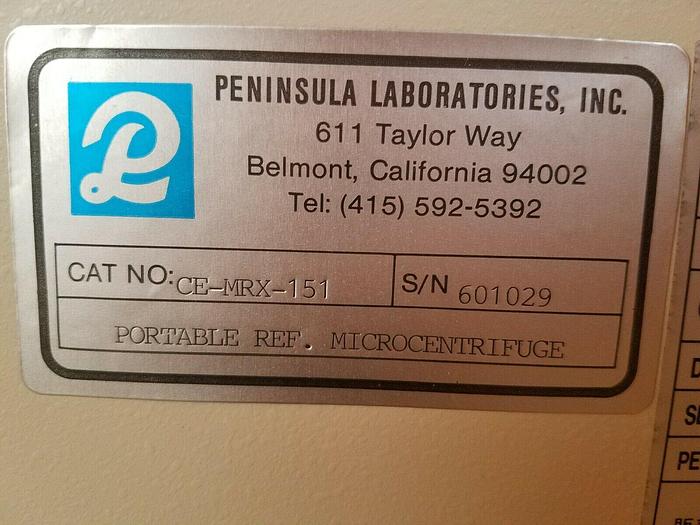 PENINSULA LABORATORIES, INC.
611 Taylor Way
Belmont, California 94002
Tel: (415) 592-5392
CAT NO: CE-MRX-151
S/N 601029
PORTABLE REF. MICROCENTRIFUGE